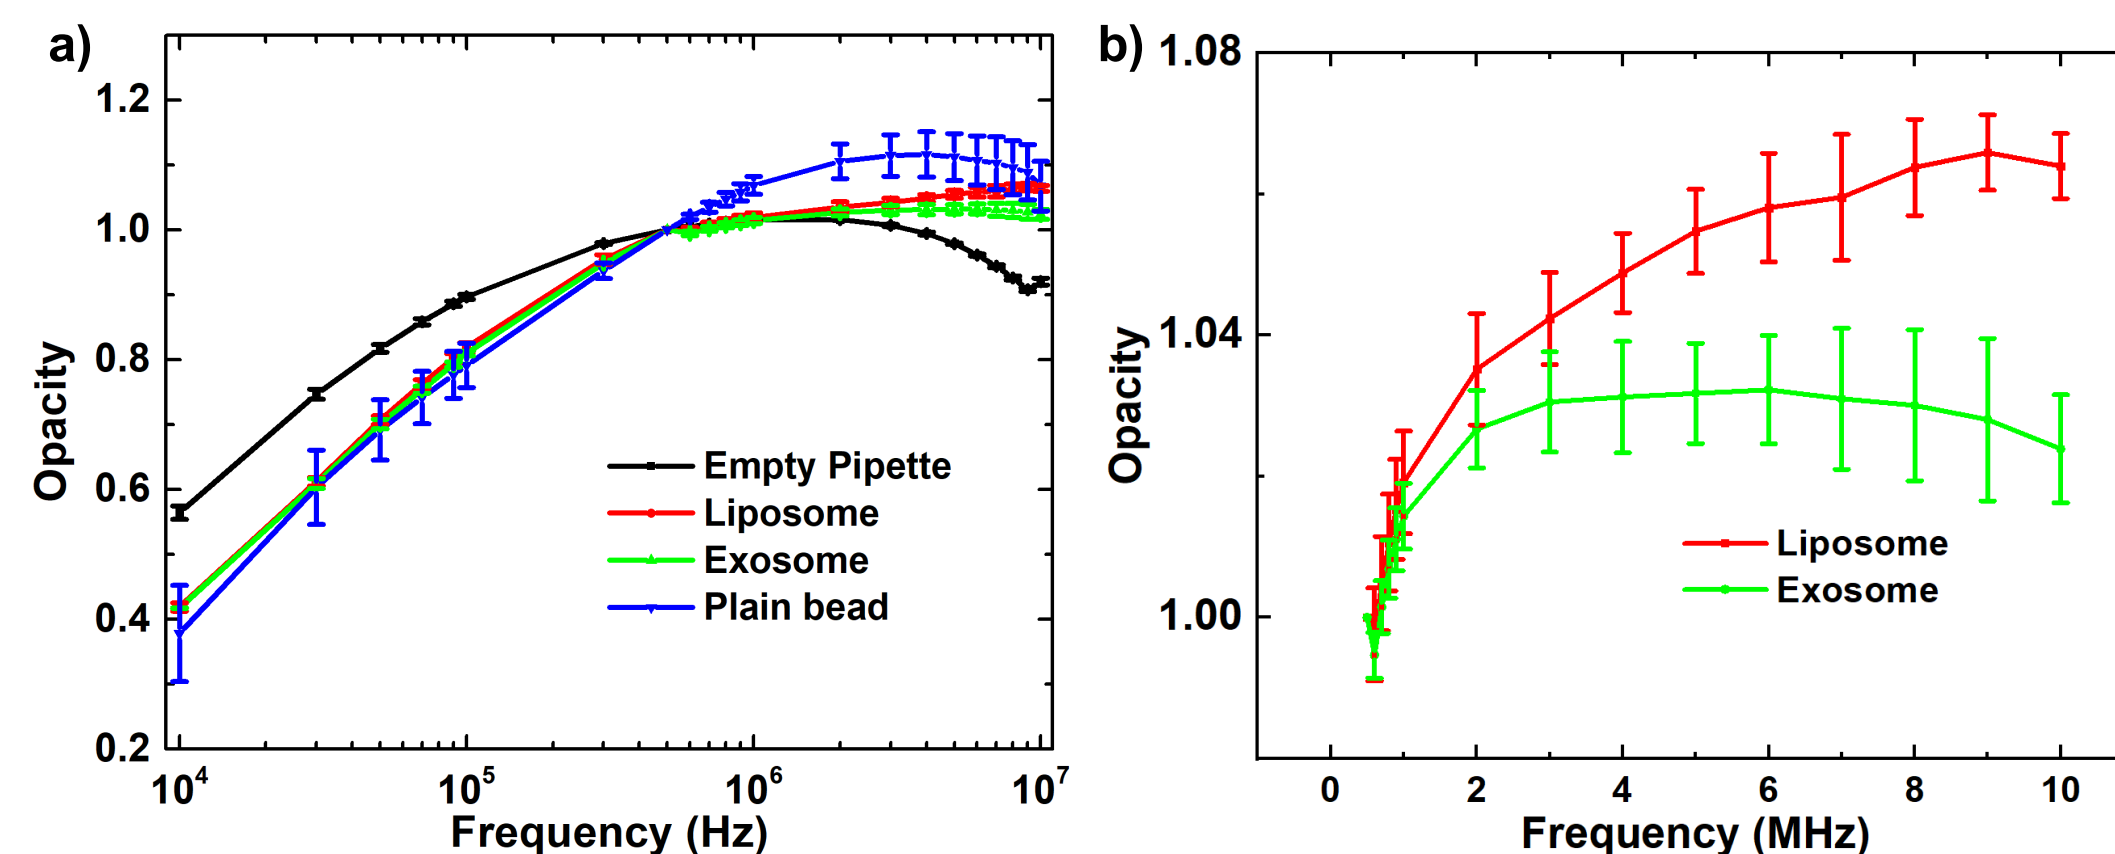 a)
1.2
1.0
0.8
0.6
0.4
0.2
Opacity
10⁴ 10⁵ 10⁶ 10⁷
Frequency (Hz)
Empty Pipette
Liposome
Exosome
Plain bead
b)
1.08
1.04
1.00
Opacity
0 2 4 6 8 10
Frequency (MHz)
Liposome
Exosome